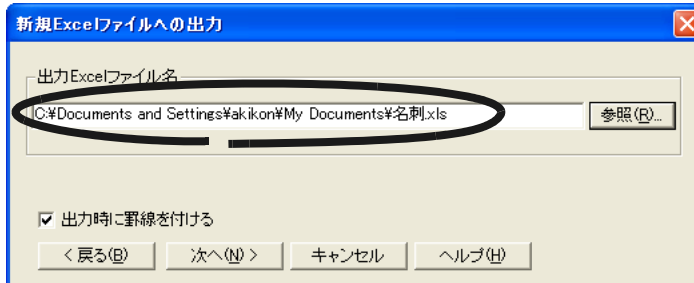 新規Excelファイルへの出力
出力Excelファイル名
C:¥Documents and Settings¥akikon¥My Documents¥名刺.xls
参照(R)...
出力時に罫線を付ける
< 戻る(B)
次へ(N) >
キャンセル
ヘルプ(H)